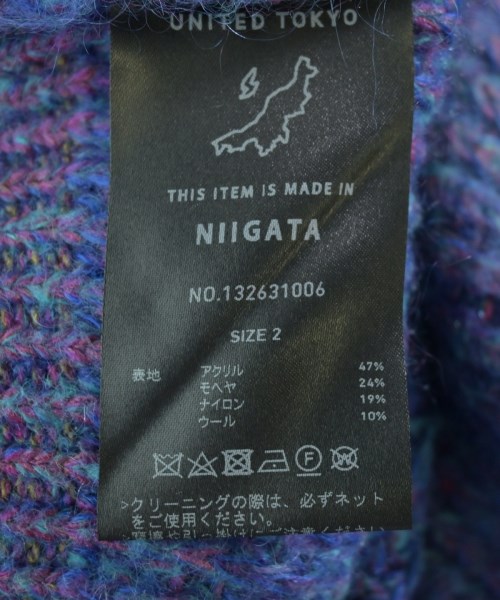 UNITED TOKYO
THIS ITEM IS MADE IN
NIIGATA
NO.132631006
SIZE 2
表地 アクリル 47%
モヘヤ 24%
ナイロン 19%
ウール 10%
>クリーニングの際は、必ずネット
をご使用ください。